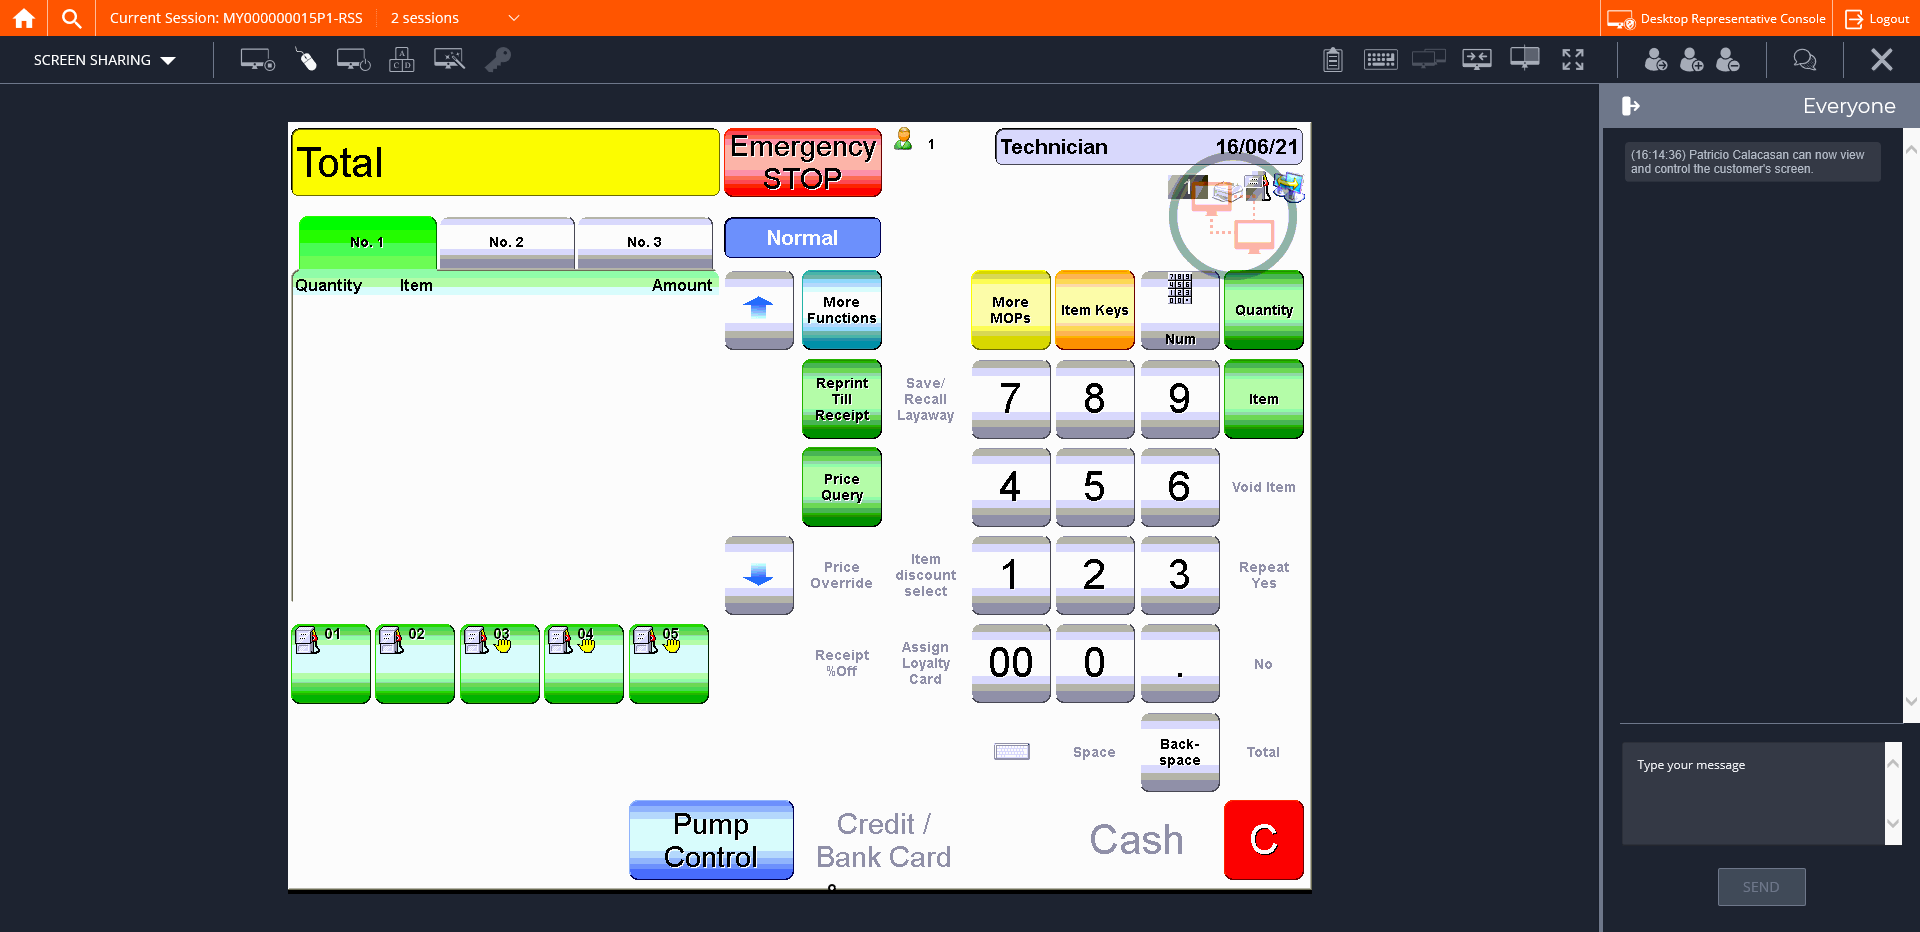 Current Session: MY000000015P1-RSS
2 sessions
Desktop Representative Console
Logout
SCREEN SHARING
Everyone
(16:14:36) Patricio Calacasan can now view
and control the customer's screen.
Total
Emergency
STOP
1
Technician 16/06/21
1
No. 1
No. 2
No. 3
Normal
Quantity Item Amount
More
Functions
More
MOPs
Item Keys
Num
Quantity
Reprint
Till
Receipt
Save/
Recall
Layaway
7
8
9
Item
Price
Query
4
5
6
Void Item
Price
Override
Item
discount
select
1
2
3
Repeat
Yes
01
02
03
04
05
Receipt
%Off
Assign
Loyalty
Card
00
0
.
No
Space
Back-
space
Total
Pump
Control
Credit /
Bank Card
Cash
C
Type your message
SEND